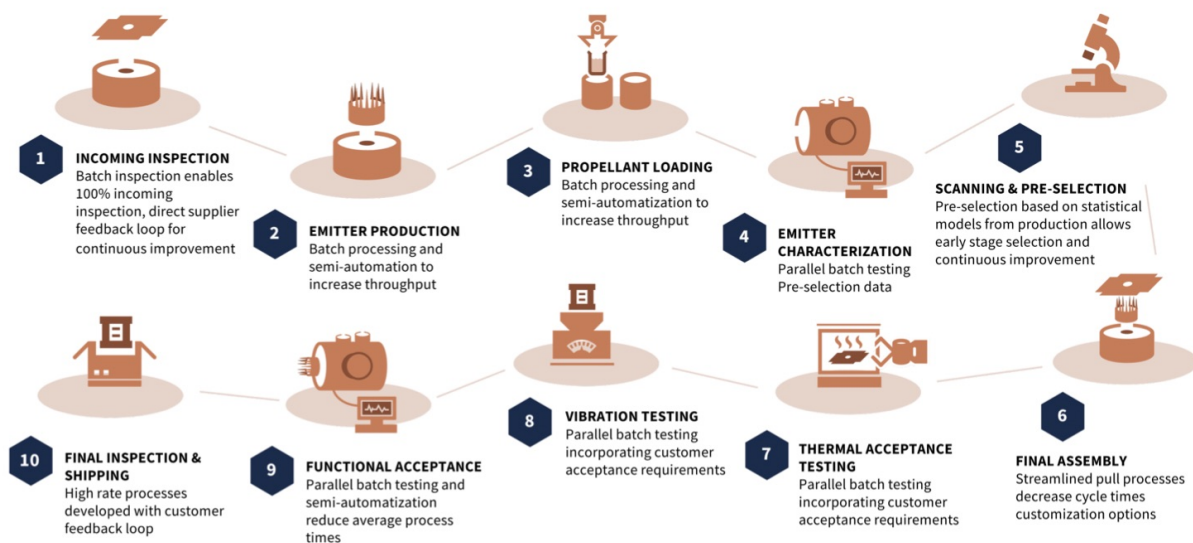 1
INCOMING INSPECTION
Batch inspection enables
100% incoming
inspection, direct supplier
feedback loop for
continuous improvement
2
EMITTER PRODUCTION
Batch processing and
semi-automation to
increase throughput
3
PROPELLANT LOADING
Batch processing and
semi-automatization to
increase throughput
4
EMITTER
CHARACTERIZATION
Parallel batch testing
Pre-selection data
5
SCANNING & PRE-SELECTION
Pre-selection based on statistical
models from production allows
early stage selection and
continuous improvement
6
FINAL ASSEMBLY
Streamlined pull processes
decrease cycle times
customization options
7
THERMAL ACCEPTANCE
TESTING
Parallel batch testing
incorporating customer
acceptance requirements
8
VIBRATION TESTING
Parallel batch testing
incorporating customer
acceptance requirements
9
FUNCTIONAL ACCEPTANCE
Parallel batch testing and
semi-automatization
reduce average process
times
10
FINAL INSPECTION &
SHIPPING
High rate processes
developed with customer
feedback loop